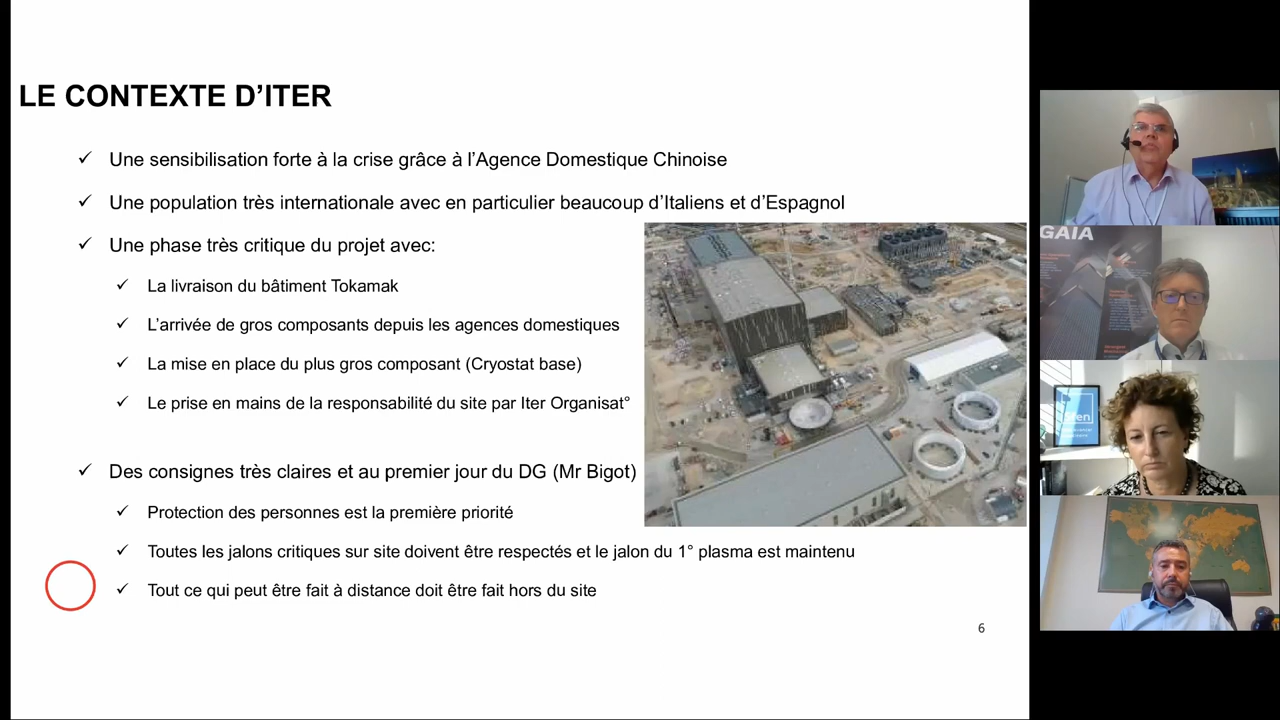 LE CONTEXTE D'ITER
Une sensibilisation forte à la crise grâce à l'Agence Domestique Chinoise
Une population très internationale avec en particulier beaucoup d'Italiens et d'Espagnol
Une phase très critique du projet avec:
La livraison du bâtiment Tokamak
L'arrivée de gros composants depuis les agences domestiques
La mise en place du plus gros composant (Cryostat base)
Le prise en mains de la responsabilité du site par Iter Organisat°
Des consignes très claires et au premier jour du DG (Mr Bigot)
Protection des personnes est la première priorité
Toutes les jalons critiques sur site doivent être respectés et le jalon du 1° plasma est maintenu
Tout ce qui peut être fait à distance doit être fait hors du site
6
GAIA